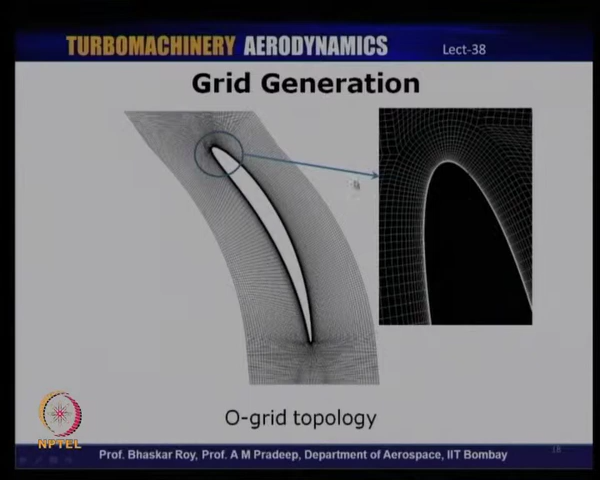 TURBOMACHINERY AERODYNAMICS Lect-38
Grid Generation
O-grid topology
NPTEL
Prof. Bhaskar Roy, Prof. A M Pradeep, Department of Aerospace, IIT Bombay
18